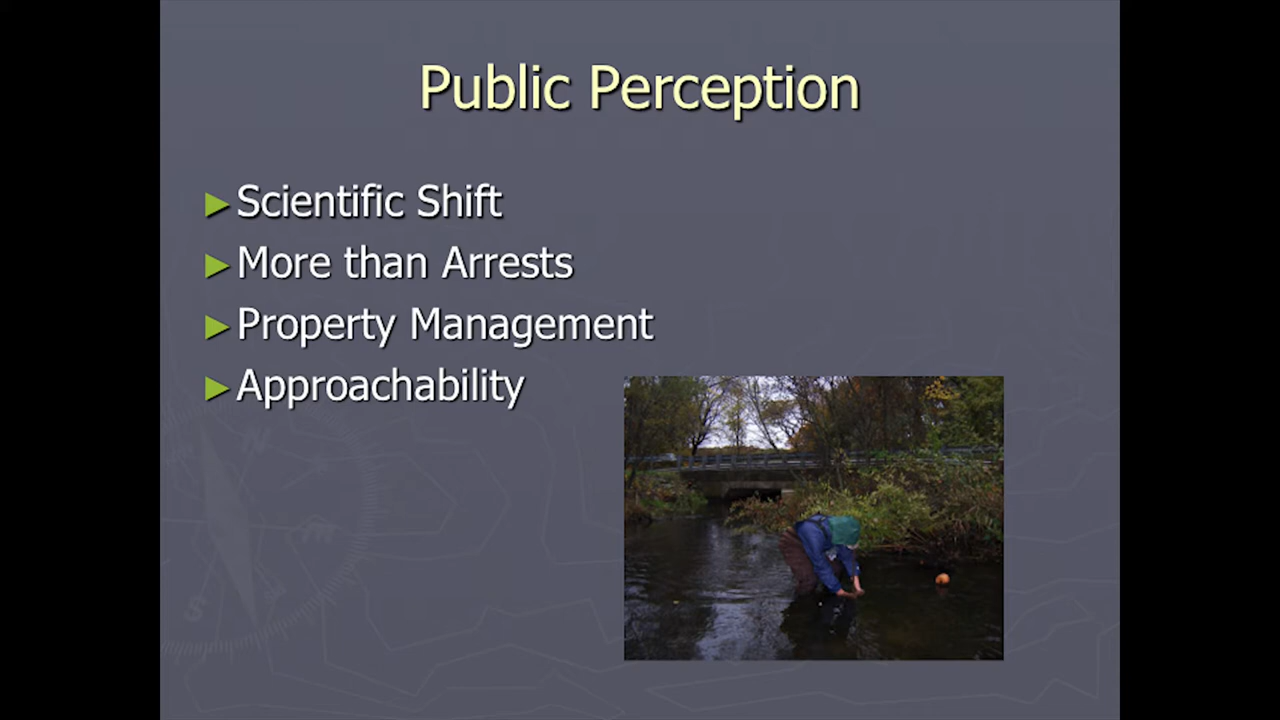 Public Perception
Scientific Shift
More than Arrests
Property Management
Approachability
N
S